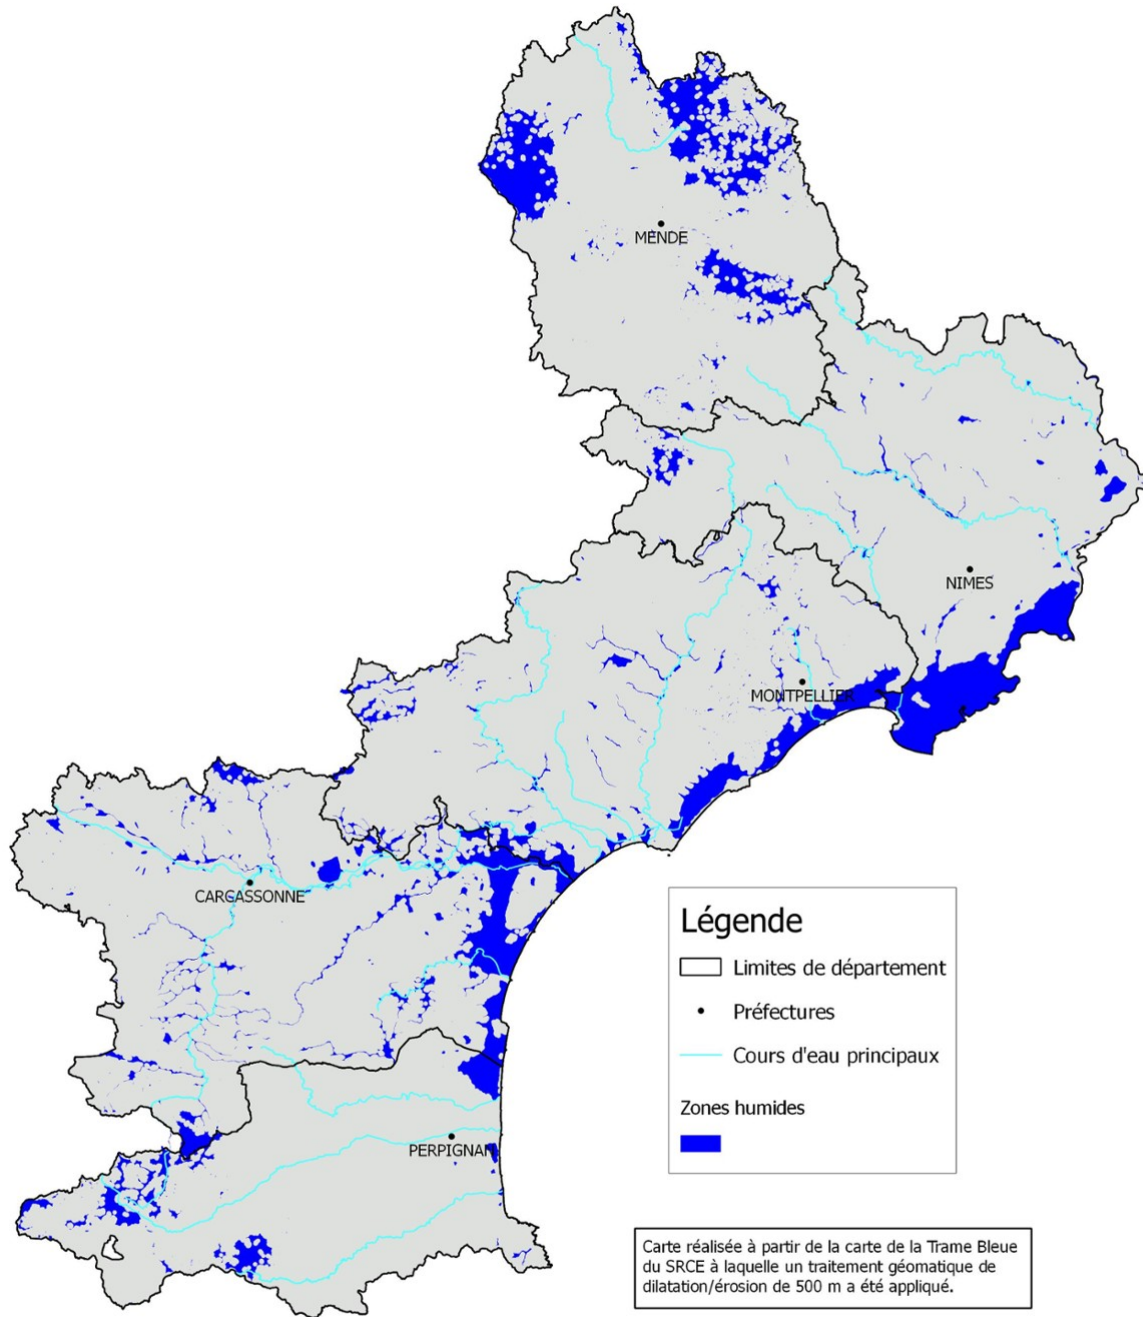 MENDE
NIMES
MONTPELLIER
CARCASSONNE
PERPIGNAN
Légende
Limites de département
Préfectures
Cours d'eau principaux
Zones humides
Carte réalisée à partir de la carte de la Trame Bleue
du SRCE à laquelle un traitement géomatique de
dilatation/érosion de 500 m a été appliqué.